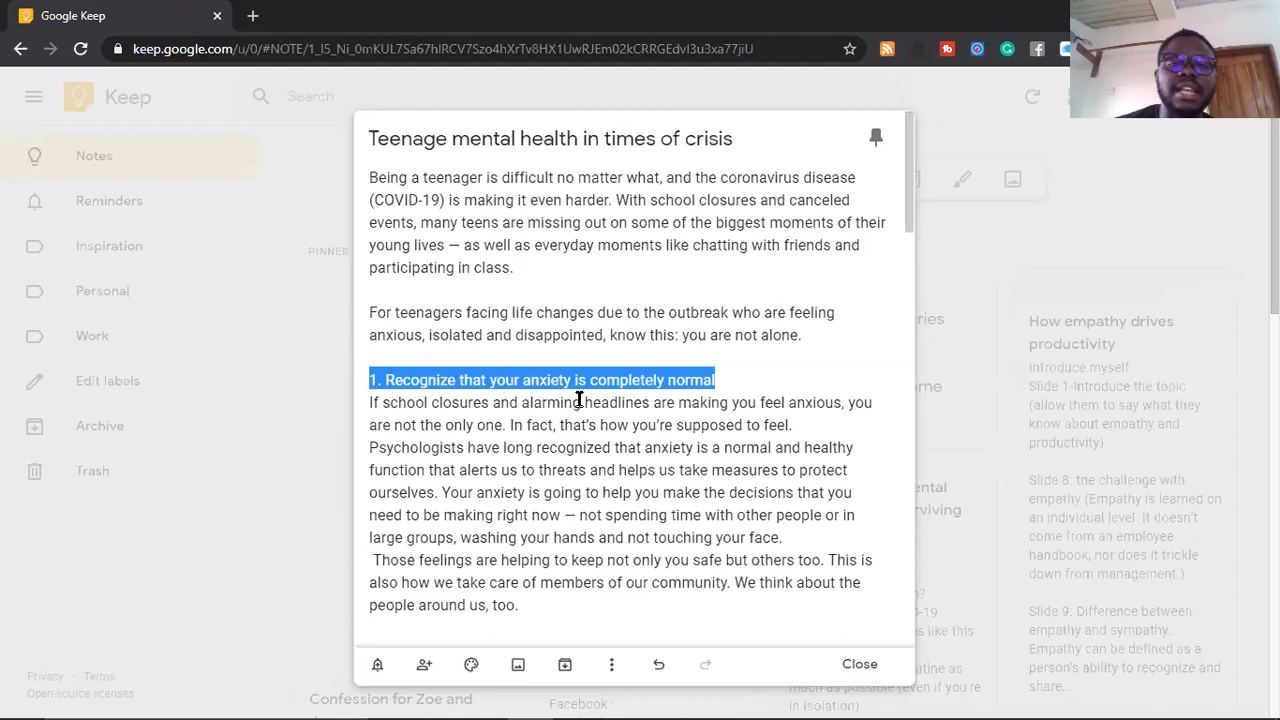 Google Keep
keep.google.com/u/0/#NOTE/1_I5_Ni_0mKUL7Sa67hIRCV7Szo4hXrTv8HX1UwRJEm02kCRRGEdvI3u3xa77jiU
Keep
Search
Notes
Reminders
Inspiration
Personal
Work
Edit labels
Archive
Trash
Privacy · Terms
Open-source licenses
PINNED
Teenage mental health in times of crisis
Being a teenager is difficult no matter what, and the coronavirus disease
(COVID-19) is making it even harder. With school closures and canceled
events, many teens are missing out on some of the biggest moments of their
young lives — as well as everyday moments like chatting with friends and
participating in class.
For teenagers facing life changes due to the outbreak who are feeling
anxious, isolated and disappointed, know this: you are not alone.
1. Recognize that your anxiety is completely normal
If school closures and alarming headlines are making you feel anxious, you
are not the only one. In fact, that's how you're supposed to feel.
Psychologists have long recognized that anxiety is a normal and healthy
function that alerts us to threats and helps us take measures to protect
ourselves. Your anxiety is going to help you make the decisions that you
need to be making right now — not spending time with other people or in
large groups, washing your hands and not touching your face.
Those feelings are helping to keep not only you safe but others too. This is
also how we take care of members of our community. We think about the
people around us, too.
Close
Confession for Zoe and
Facebook :
like this
much as possible (even if you're
in isolation)
How empathy drives
productivity
Introduce myself
Slide 1-Introduce the topic
(allow them to say what they
know about empathy and
productivity)
Slide 8: the challenge with
empathy (Empathy is learned on
an individual level. It doesn't
come from an employee
handbook, nor does it trickle
down from management.)
Slide 9: Difference between
empathy and sympathy.
Empathy can be defined as a
person's ability to recognize and
share..